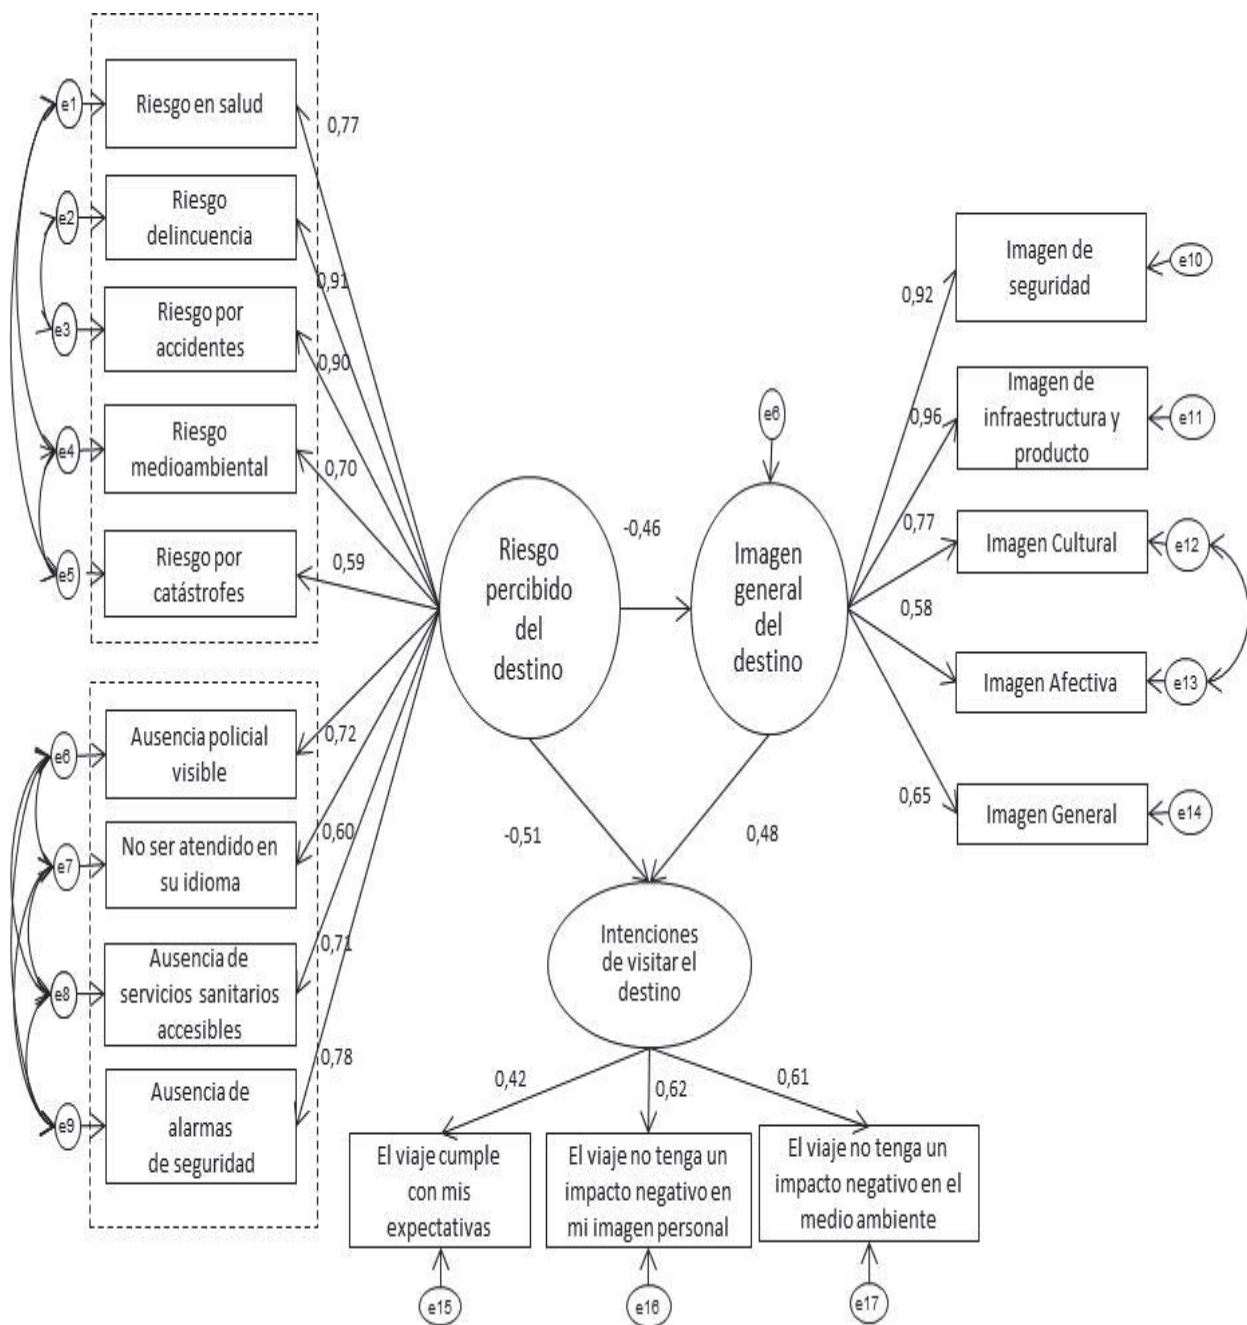 e1
Riesgo en salud
0,77
e2
Riesgo
delincuencia
0,91
e3
Riesgo por
accidentes
0,90
e4
Riesgo
medioambiental
0,70
e5
Riesgo por
catástrofes
0,59
e6
Ausencia policial
visible
0,72
e7
No ser atendido en
su idioma
0,60
e8
Ausencia de
servicios sanitarios
accesibles
0,71
e9
Ausencia de
alarmas
de seguridad
0,78
Riesgo
percibido
del
destino
-0,46
e6
Imagen
general
del
destino
-0,51
0,48
Intenciones
de visitar el
destino
0,92
Imagen de
seguridad
e10
0,96
Imagen de
infraestructura y
producto
e11
0,77
Imagen Cultural
e12
0,58
Imagen Afectiva
e13
0,65
Imagen General
e14
0,42
0,62
0,61
El viaje cumple
con mis
expectativas
El viaje no tenga un
impacto negativo en
mi imagen personal
El viaje no tenga un
impacto negativo en el
medio ambiente
e15
e16
e17